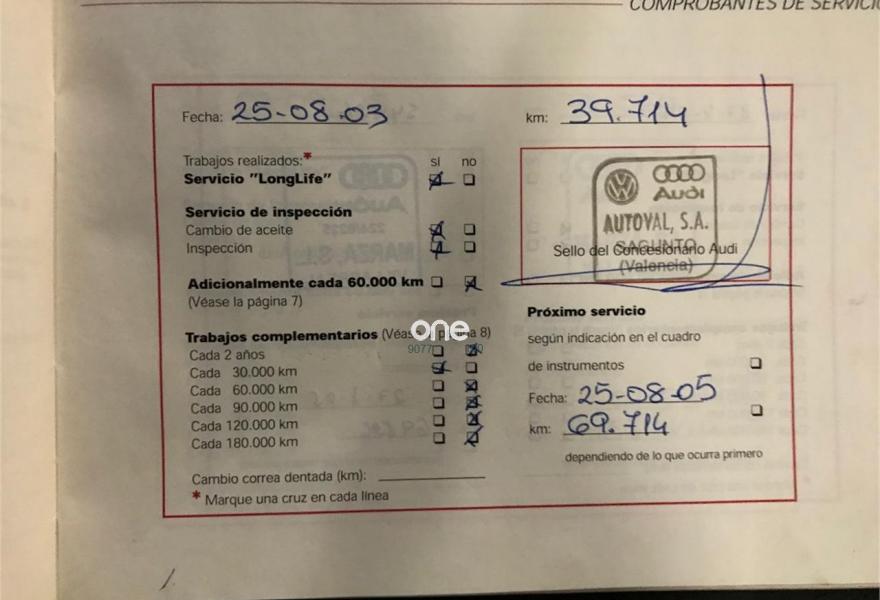 COMPROBANTES DE SERVICIO
Fecha: 25-08-03
km: 39.714
Trabajos realizados:* si no
Servicio "LongLife"
Servicio de inspección
Cambio de aceite
Inspección
Adicionalmente cada 60.000 km
(Véase la página 7)
Trabajos complementarios (Véase página 8)
Cada 2 años
Cada 30.000 km
Cada 60.000 km
Cada 90.000 km
Cada 120.000 km
Cada 180.000 km
Cambio correa dentada (km):
* Marque una cruz en cada línea
Audi
AUTOVAL, S.A.
SAGUNTO
Sello del Concesionario Audi
(Valencia)
Próximo servicio
según indicación en el cuadro
de instrumentos
Fecha: 25-08-05
km: 69.714
dependiendo de lo que ocurra primero
one